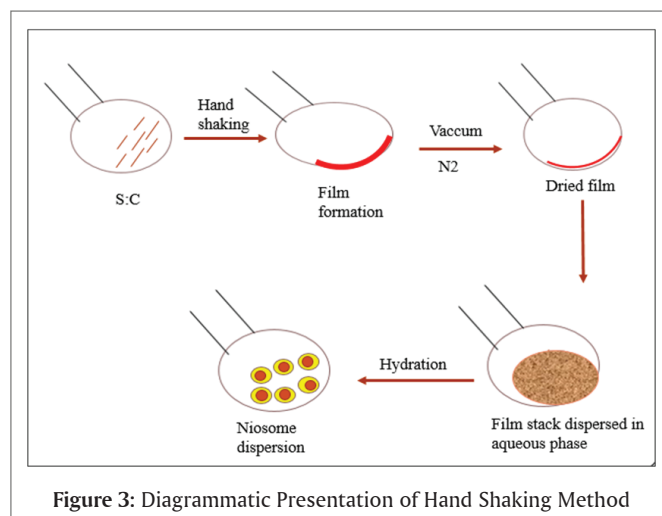 Hand
shaking
S:C
Film
formation
Vaccum
N2
Dried film
Film stack dispersed in
aqueous phase
Hydration
Niosome
dispersion
Figure 3: Diagrammatic Presentation of Hand Shaking Method